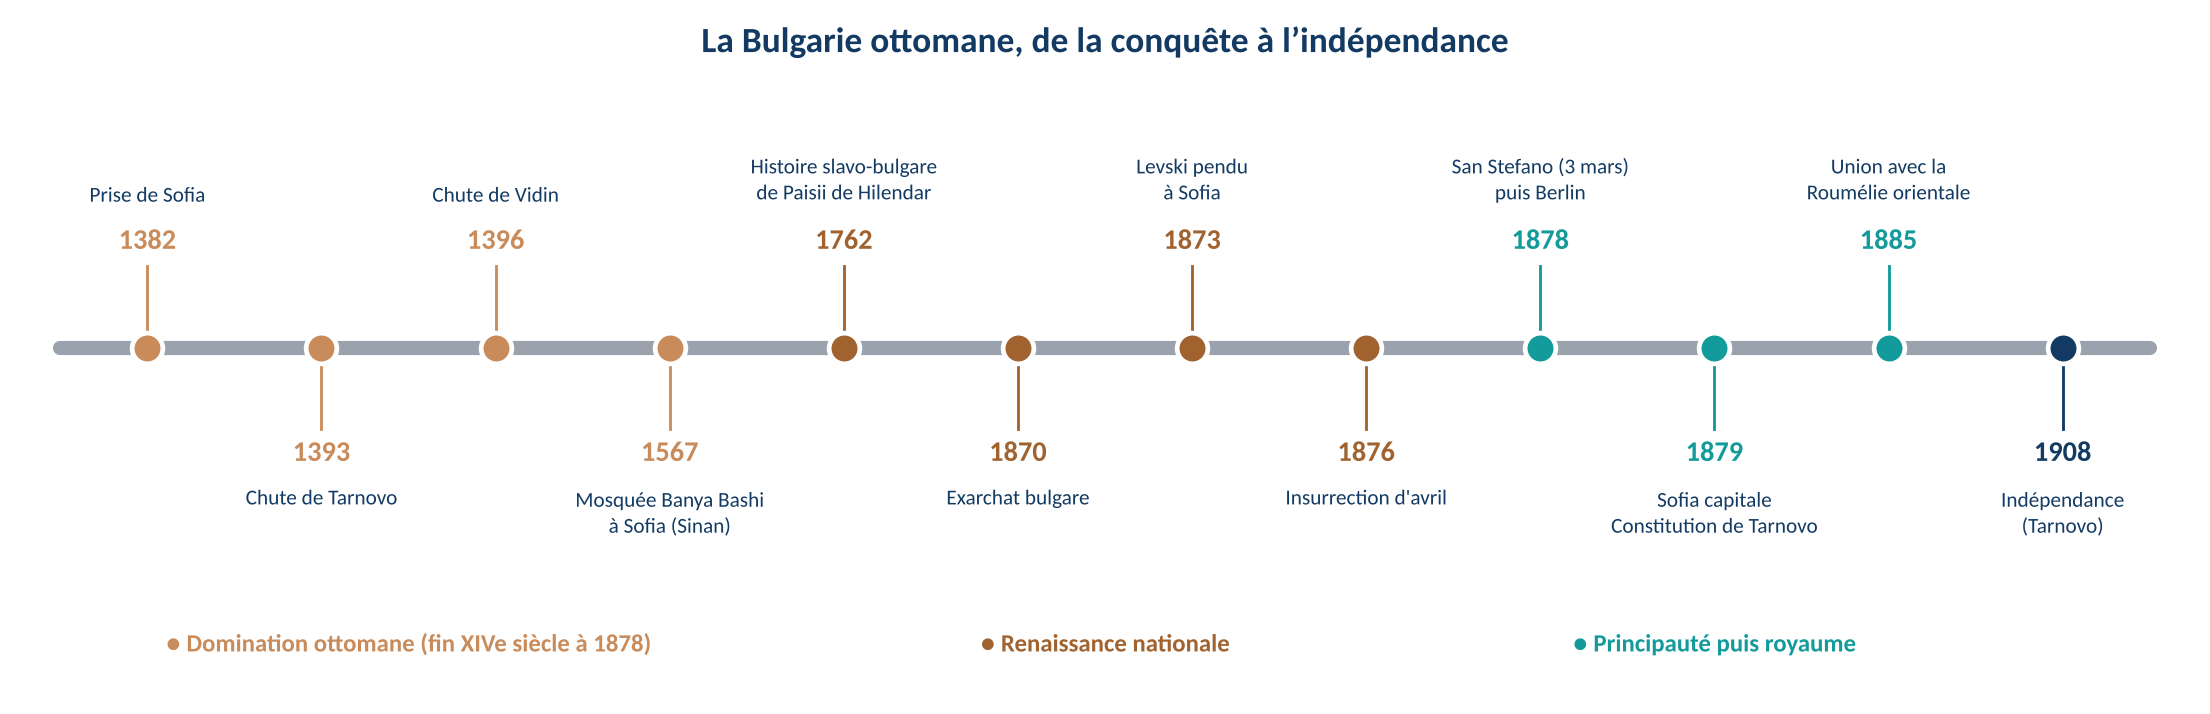 La Bulgarie ottomane, de la conquête à l’indépendance
Prise de Sofia
1382
1393
Chute de Tarnovo
Chute de Vidin
1396
1567
Mosquée Banya Bashi
à Sofia (Sinan)
Histoire slavo-bulgare
de Paisii de Hilendar
1762
1870
Exarchat bulgare
Levski pendu
à Sofia
1873
1876
Insurrection d'avril
San Stefano (3 mars)
puis Berlin
1878
1879
Sofia capitale
Constitution de Tarnovo
Union avec la
Roumélie orientale
1885
1908
Indépendance
(Tarnovo)
● Domination ottomane (fin XIVe siècle à 1878)
● Renaissance nationale
● Principauté puis royaume